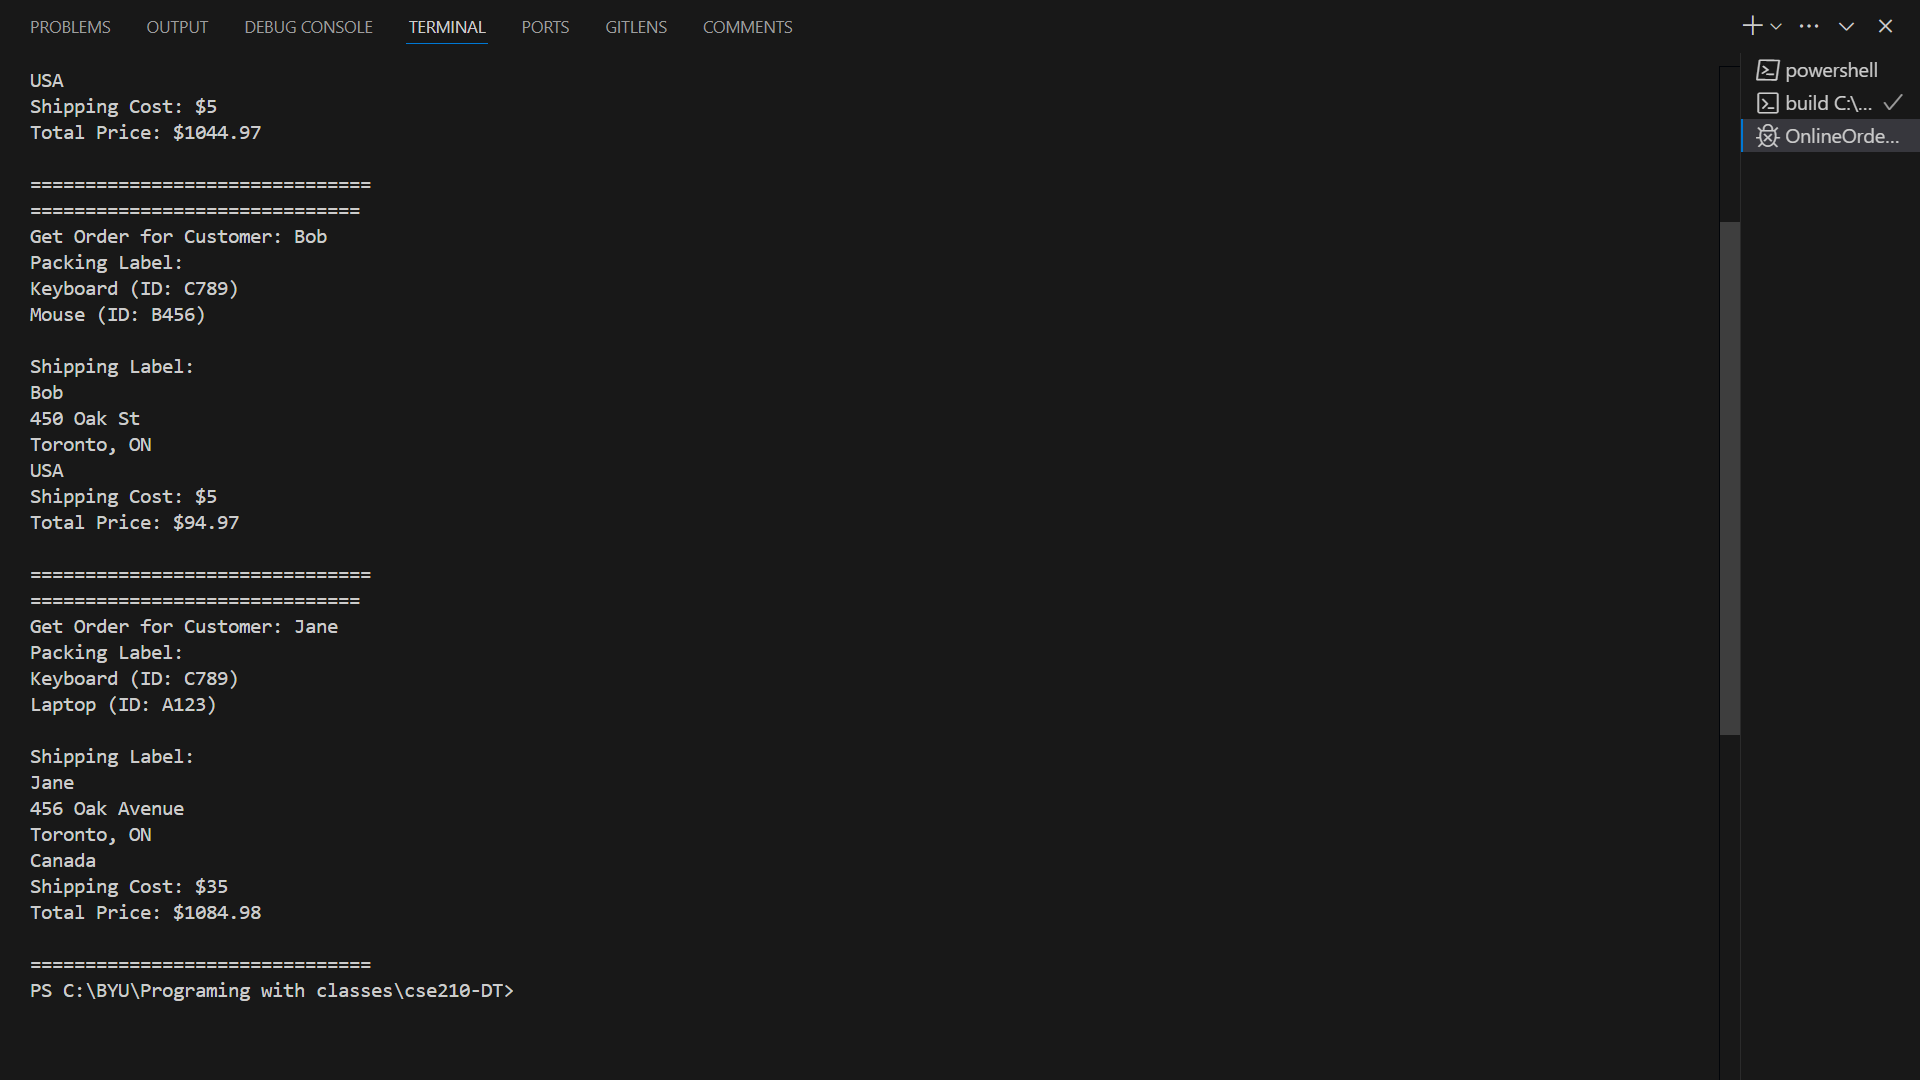 PROBLEMS OUTPUT DEBUG CONSOLE TERMINAL PORTS GITLENS COMMENTS
USA
Shipping Cost: $5
Total Price: $1044.97
===============================
==============================
Get Order for Customer: Bob
Packing Label:
Keyboard (ID: C789)
Mouse (ID: B456)
Shipping Label:
Bob
450 Oak St
Toronto, ON
USA
Shipping Cost: $5
Total Price: $94.97
===============================
==============================
Get Order for Customer: Jane
Packing Label:
Keyboard (ID: C789)
Laptop (ID: A123)
Shipping Label:
Jane
456 Oak Avenue
Toronto, ON
Canada
Shipping Cost: $35
Total Price: $1084.98
===============================
PS C:\BYU\Programing with classes\cse210-DT>
powershell
build C:\...
OnlineOrde...